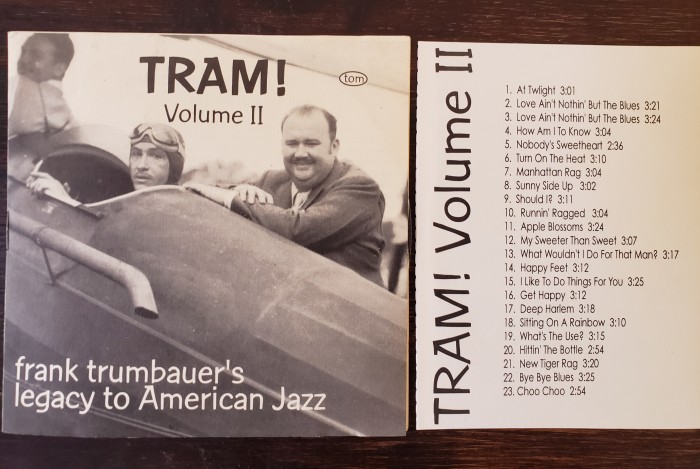 TRAM!
tom
Volume II
frank trumbauer's
legacy to American Jazz
TRAM! Volume II
1. At Twlight 3:01
2. Love Ain't Nothin' But The Blues 3:21
3. Love Ain't Nothin' But The Blues 3:24
4. How Am I To Know 3:04
5. Nobody's Sweetheart 2:36
6. Turn On The Heat 3:10
7. Manhattan Rag 3:04
8. Sunny Side Up 3:02
9. Should I? 3:11
10. Runnin' Ragged 3:04
11. Apple Blossoms 3:24
12. My Sweeter Than Sweet 3:07
13. What Wouldn't I Do For That Man? 3:17
14. Happy Feet 3:12
15. I Like To Do Things For You 3:25
16. Get Happy 3:12
17. Deep Harlem 3:18
18. Sitting On A Rainbow 3:10
19. What's The Use? 3:15
20. Hittin' The Bottle 2:54
21. New Tiger Rag 3:20
22. Bye Bye Blues 3:25
23. Choo Choo 2:54